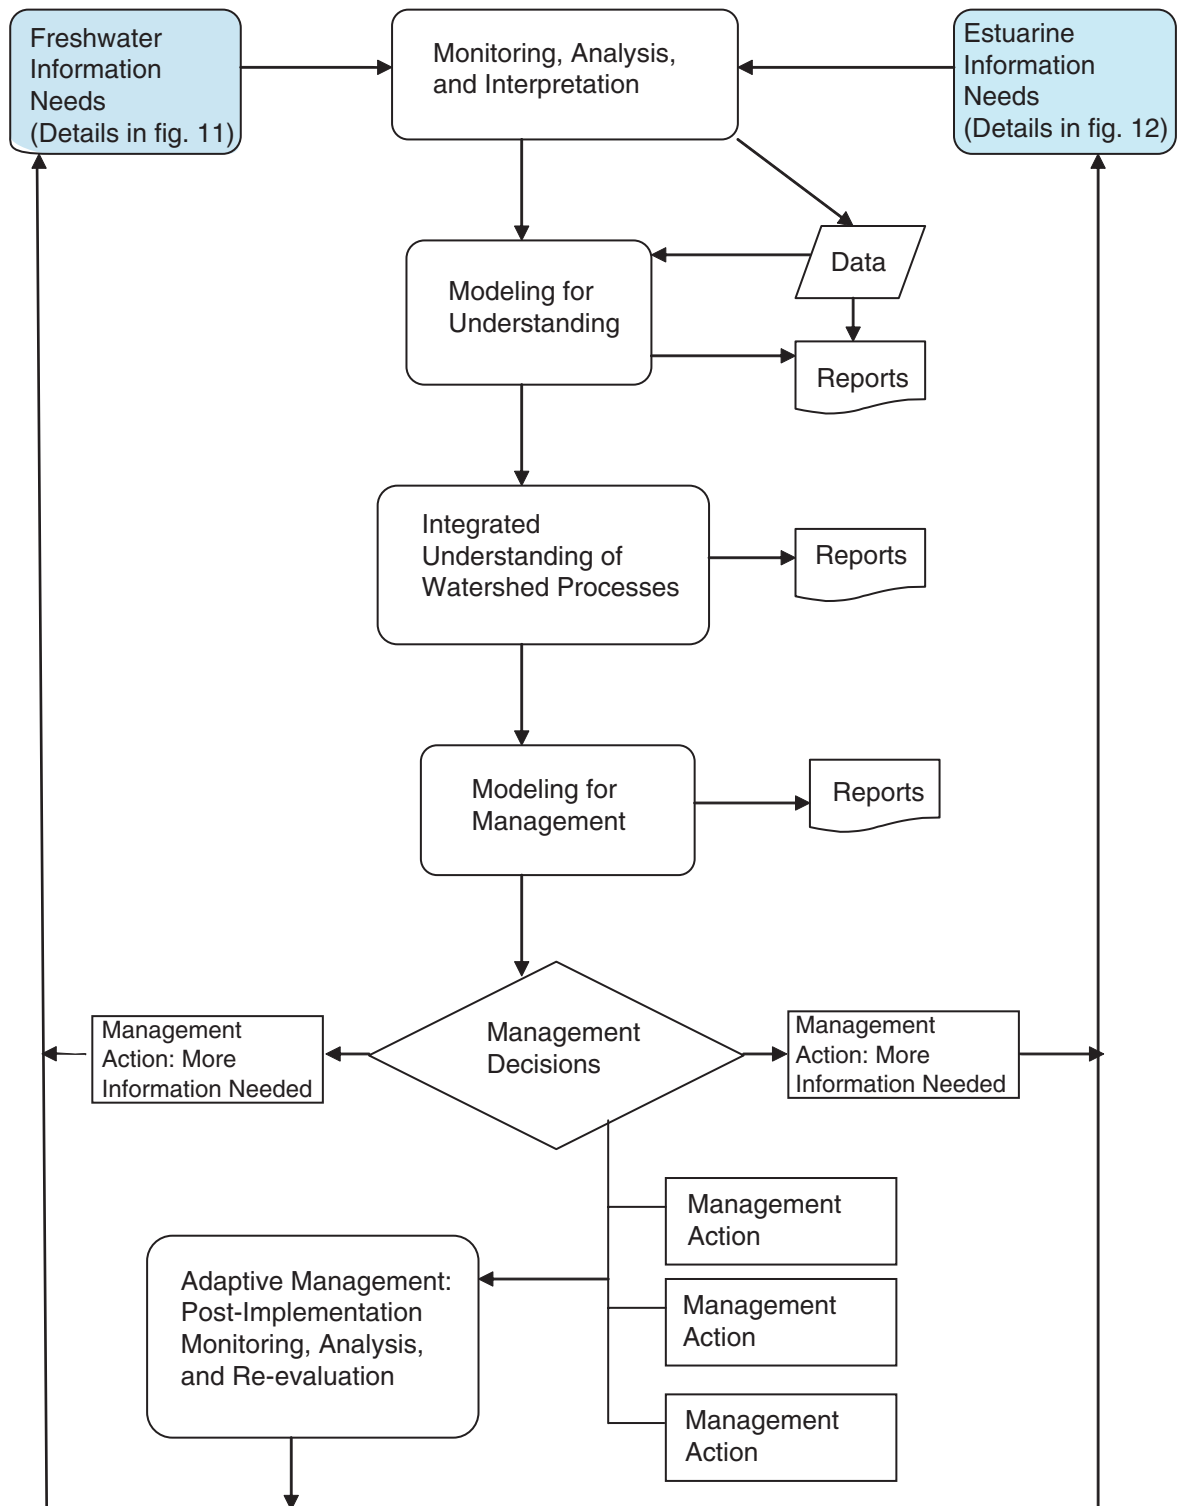 Freshwater
Information
Needs
(Details in fig. 11)
Monitoring, Analysis,
and Interpretation
Estuarine
Information
Needs
(Details in fig. 12)
Data
Modeling for
Understanding
Reports
Integrated
Understanding of
Watershed Processes
Reports
Modeling for
Management
Reports
Management
Action: More
Information Needed
Management
Decisions
Management
Action: More
Information Needed
Management
Action
Adaptive Management:
Post-Implementation
Monitoring, Analysis,
and Re-evaluation
Management
Action
Management
Action